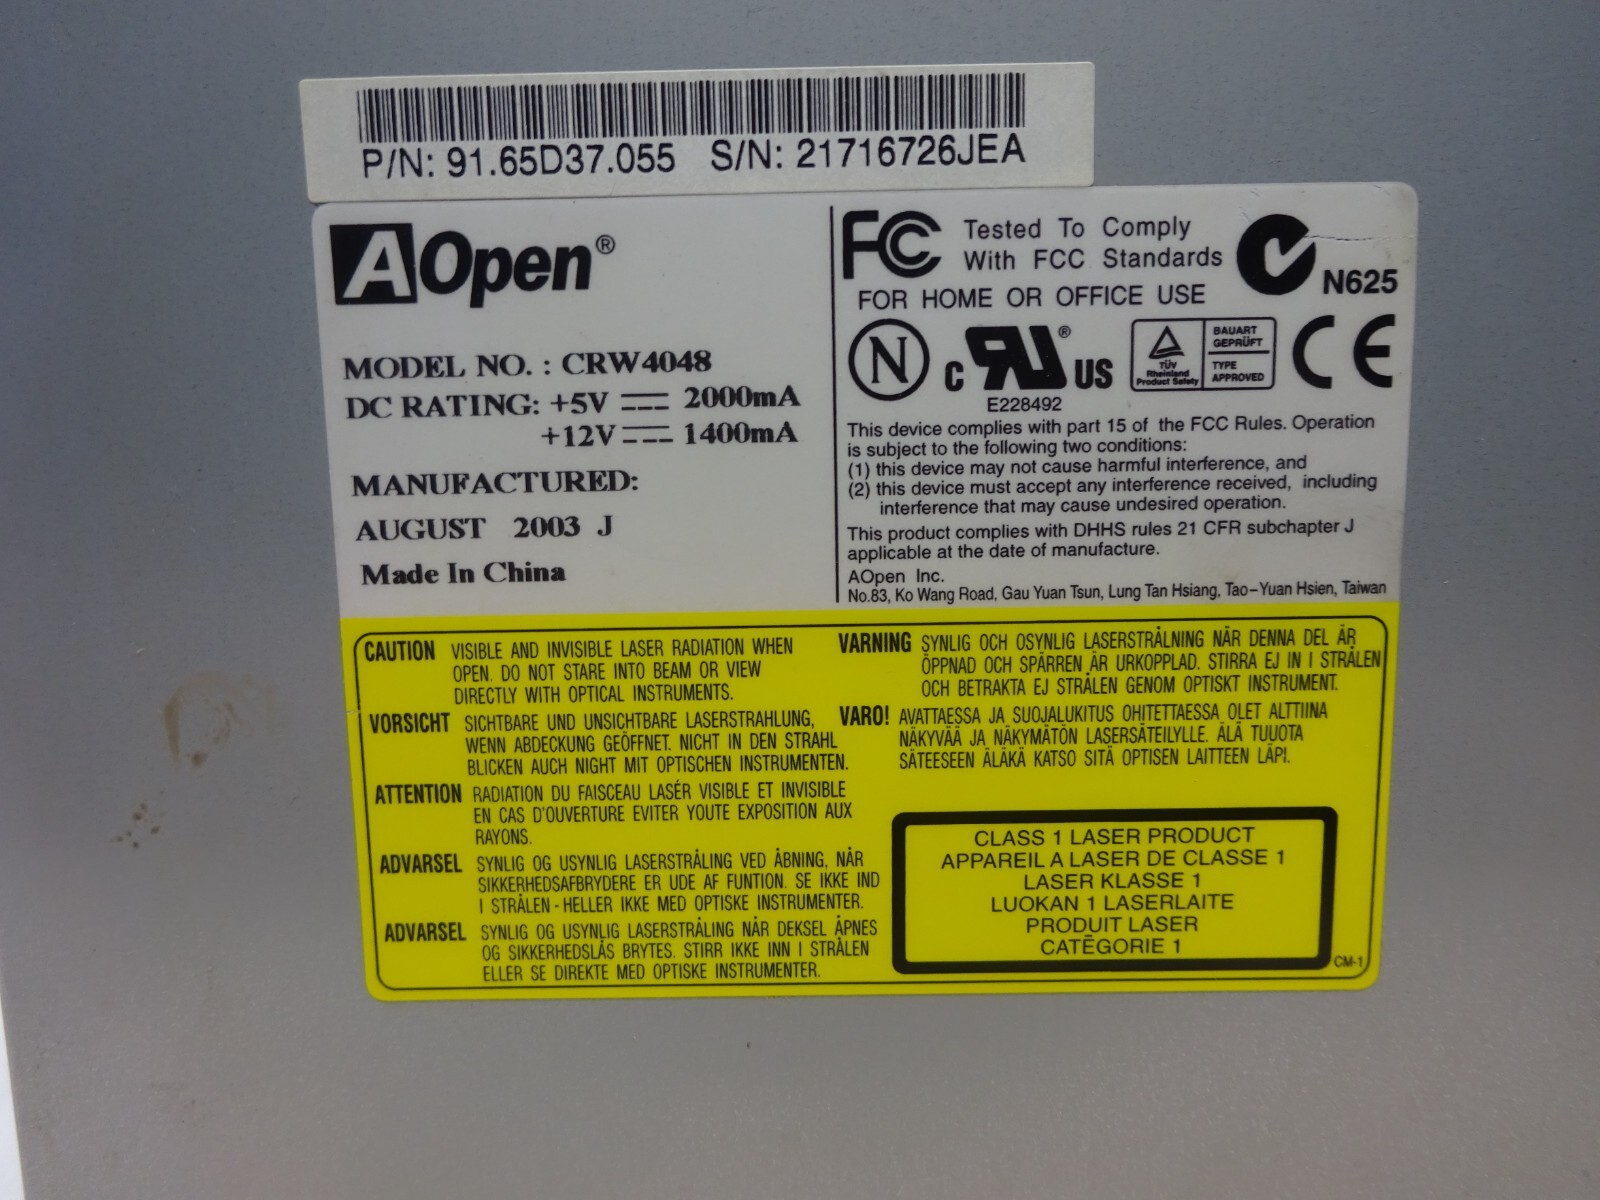 P/N: 91.65D37.055 S/N: 21716726JEA
AOpen®
MODEL NO. : CRW4048
DC RATING: +5V 2000mA
+12V 1400mA
MANUFACTURED:
AUGUST 2003 J
Made In China
FC Tested To Comply
With FCC Standards
FOR HOME OR OFFICE USE
N625
N
C RU® US
E228492
TÜV
Rheinland
Product Safety
BAUART
GEPRÜFT
TYPE
APPROVED
CE
This device complies with part 15 of the FCC Rules. Operation
is subject to the following two conditions:
(1) this device may not cause harmful interference, and
(2) this device must accept any interference received, including
interference that may cause undesired operation.
This product complies with DHHS rules 21 CFR subchapter J
applicable at the date of manufacture.
AOpen Inc.
No.83, Ko Wang Road, Gau Yuan Tsun, Lung Tan Hsiang, Tao-Yuan Hsien, Taiwan
CAUTION VISIBLE AND INVISIBLE LASER RADIATION WHEN
OPEN. DO NOT STARE INTO BEAM OR VIEW
DIRECTLY WITH OPTICAL INSTRUMENTS.
VORSICHT SICHTBARE UND UNSICHTBARE LASERSTRAHLUNG,
WENN ABDECKUNG GEÖFFNET. NICHT IN DEN STRAHL
BLICKEN AUCH NIGHT MIT OPTISCHEN INSTRUMENTEN.
ATTENTION RADIATION DU FAISCEAU LASÉR VISIBLE ET INVISIBLE
EN CAS D'OUVERTURE EVITER YOUTE EXPOSITION AUX
RAYONS.
ADVARSEL SYNLIG OG USYNLIG LASERSTRÅLING VED ÅBNING, NÅR
SIKKERHEDSAFBRYDERE ER UDE AF FUNTION. SE IKKE IND
I STRÅLEN - HELLER IKKE MED OPTISKE INSTRUMENTER.
ADVARSEL SYNLIG OG USYNLIG LASERSTRÅLING NÅR DEKSEL ÅPNES
OG SIKKERHEDSLÅS BRYTES. STIRR IKKE INN I STRÅLEN
ELLER SE DIREKTE MED OPTISKE INSTRUMENTER.
VARNING SYNLIG OCH OSYNLIG LASERSTRÅLNING NÄR DENNA DEL ÄR
ÖPPNAD OCH SPÄRREN ÄR URKOPPLAD. STIRRA EJ IN I STRÅLEN
OCH BETRAKTA EJ STRÅLEN GENOM OPTISKT INSTRUMENT.
VARO! AVATTAESSA JA SUOJALUKITUS OHITETTAESSA OLET ALTTIINA
NÄKYVÄÄ JA NÄKYMÄTÖN LASERSÄTEILYLLE. ÄLÄ TUIJOTA
SÄTEESEEN ÄLÄKÄ KATSO SITÄ OPTISEN LAITTEEN LÄPI.
CLASS 1 LASER PRODUCT
APPAREIL A LASER DE CLASSE 1
LASER KLASSE 1
LUOKAN 1 LASERLAITE
PRODUIT LASER
CATĒGORIE 1
CM-1